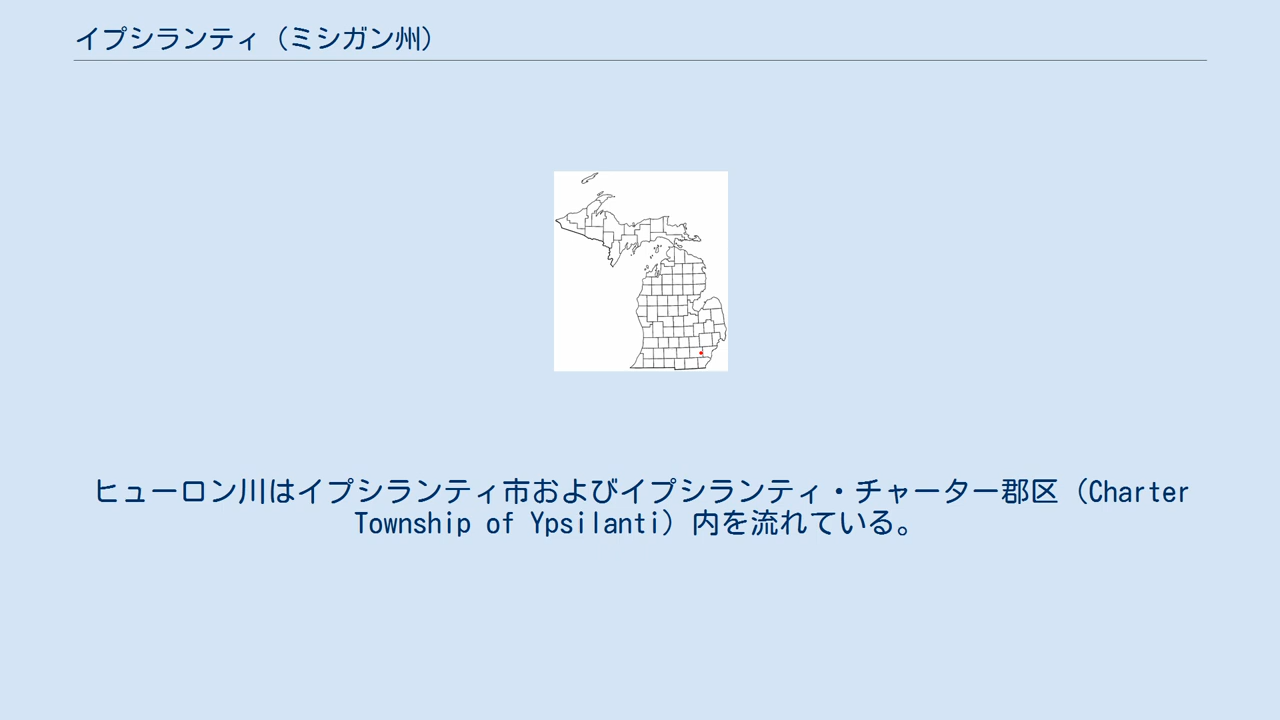 イプシランティ（ミシガン州）
ヒューロン川はイプシランティ市およびイプシランティ・チャーター郡区（Charter
Township of Ypsilanti）内を流れている。